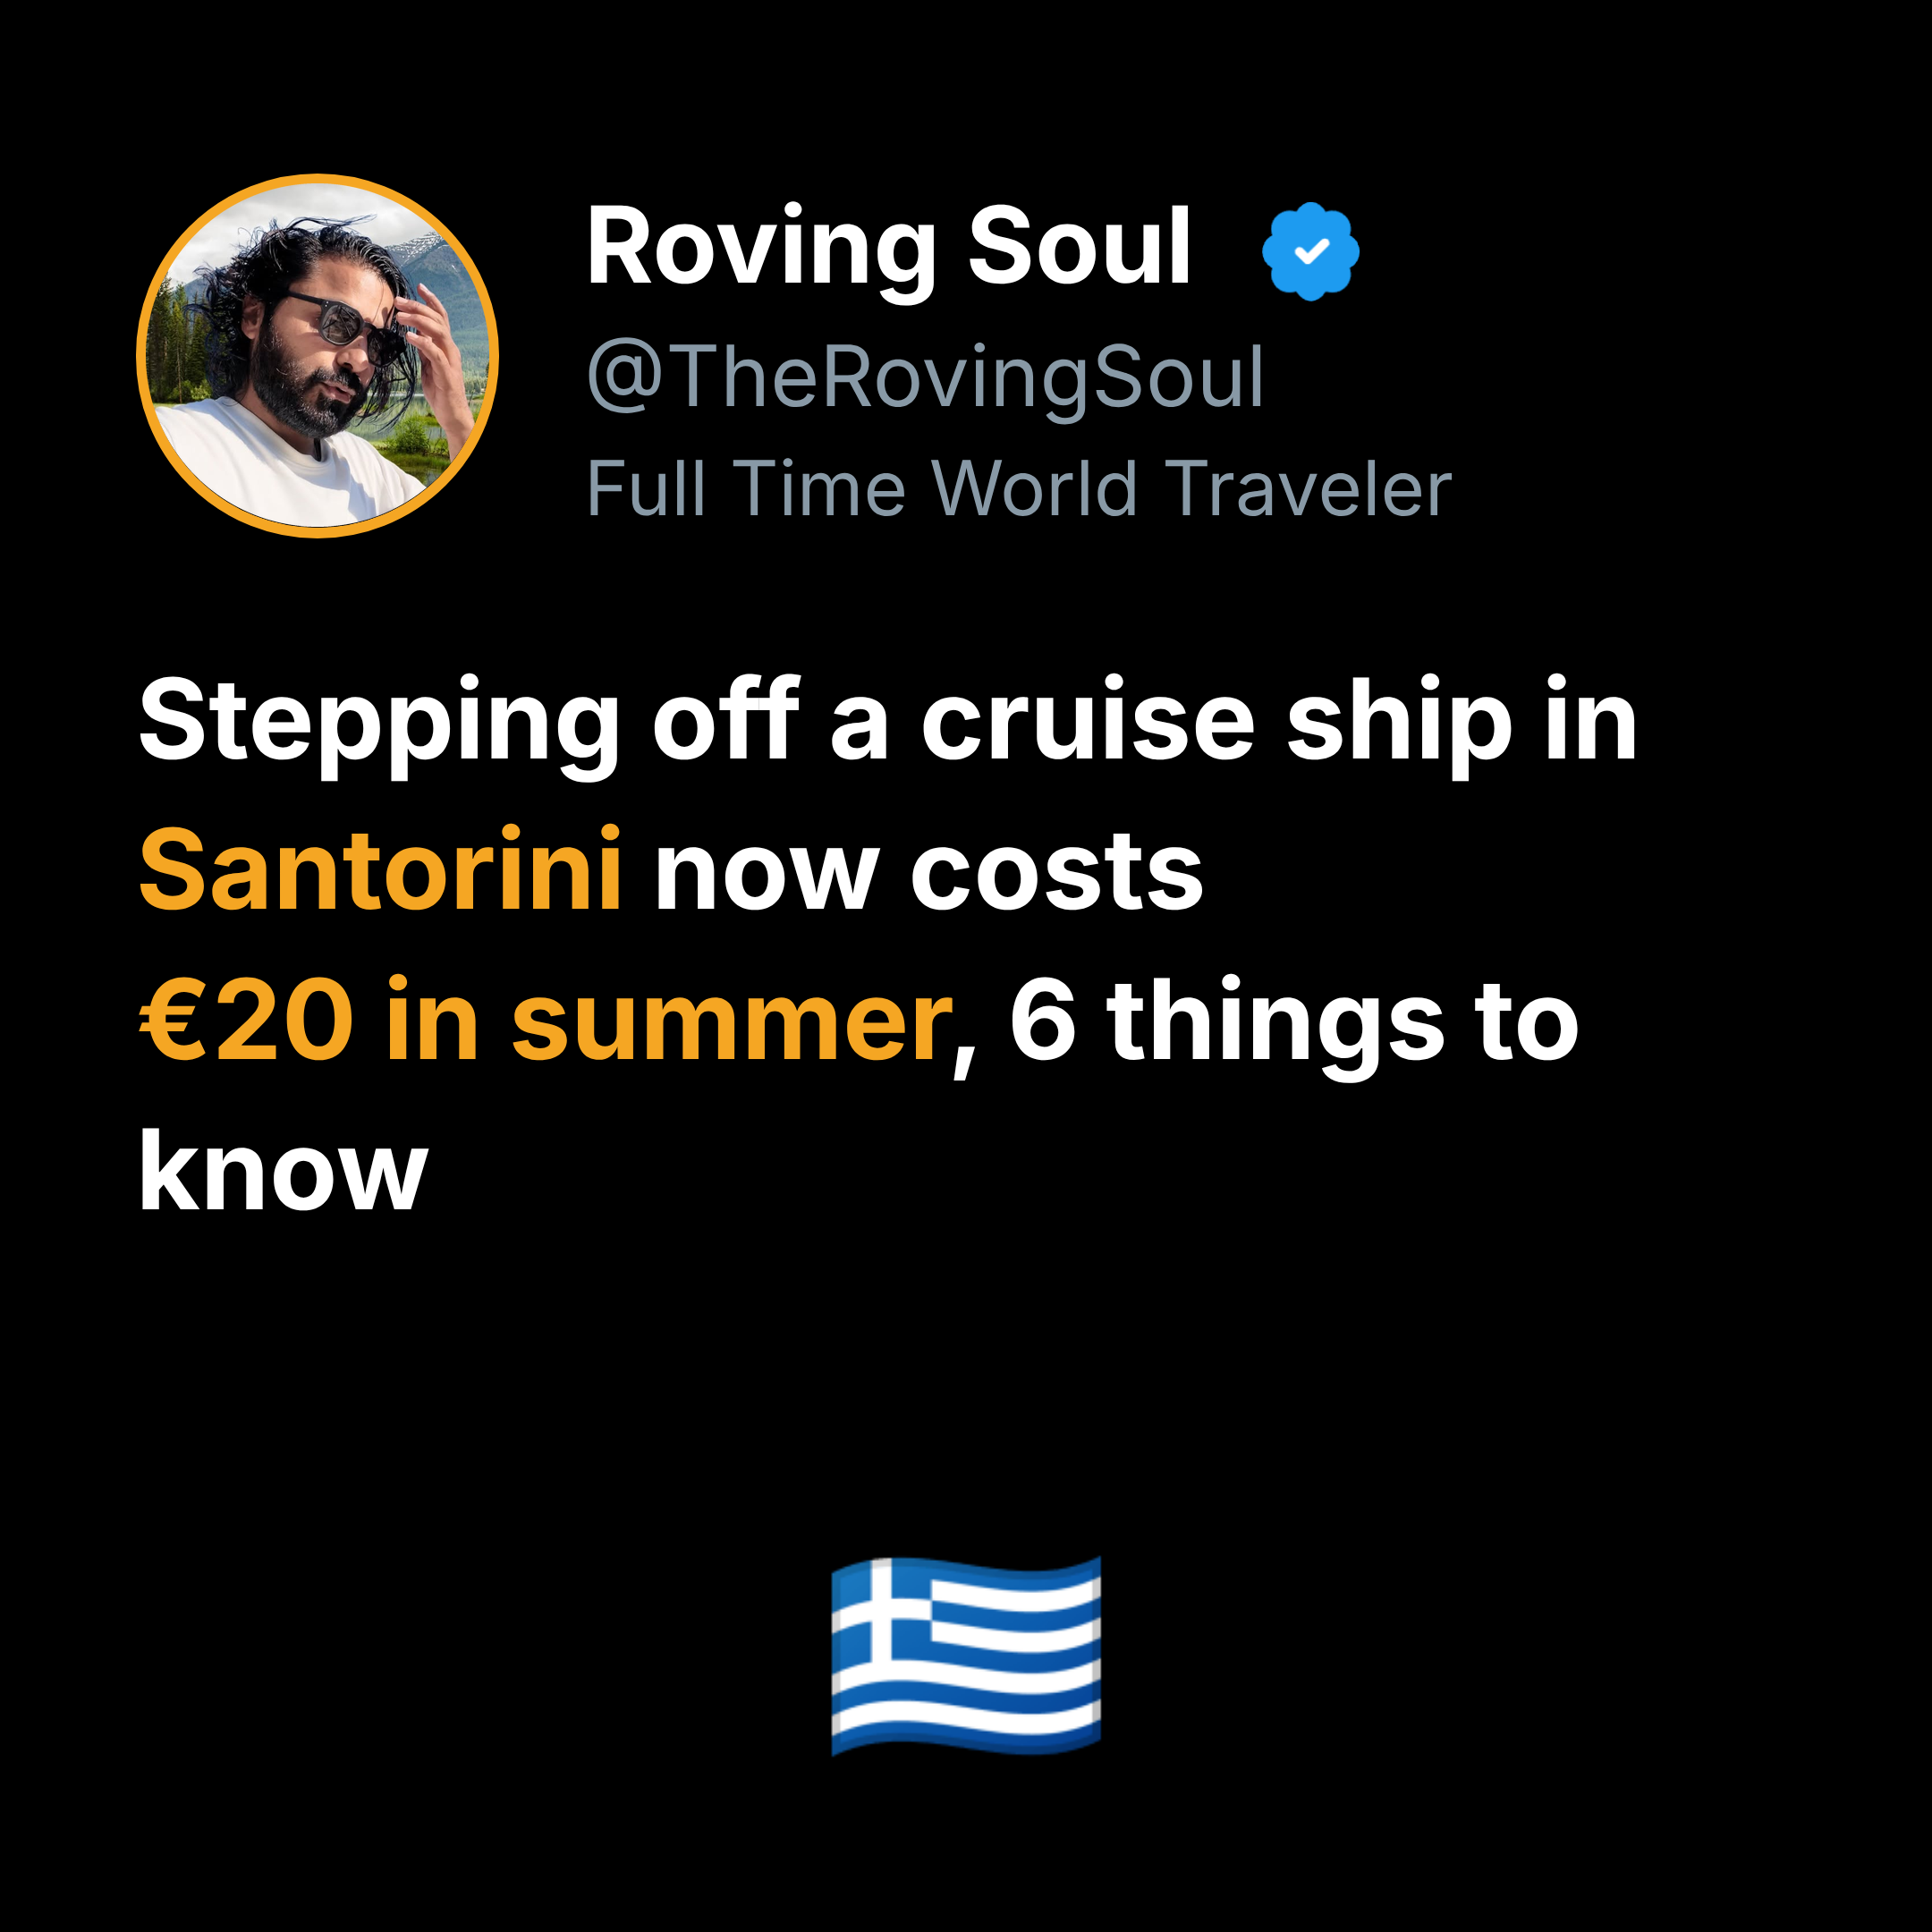 Roving Soul
@TheRovingSoul
Full Time World Traveler
Stepping off a cruise ship in
Santorini now costs
€20 in summer, 6 things to
know